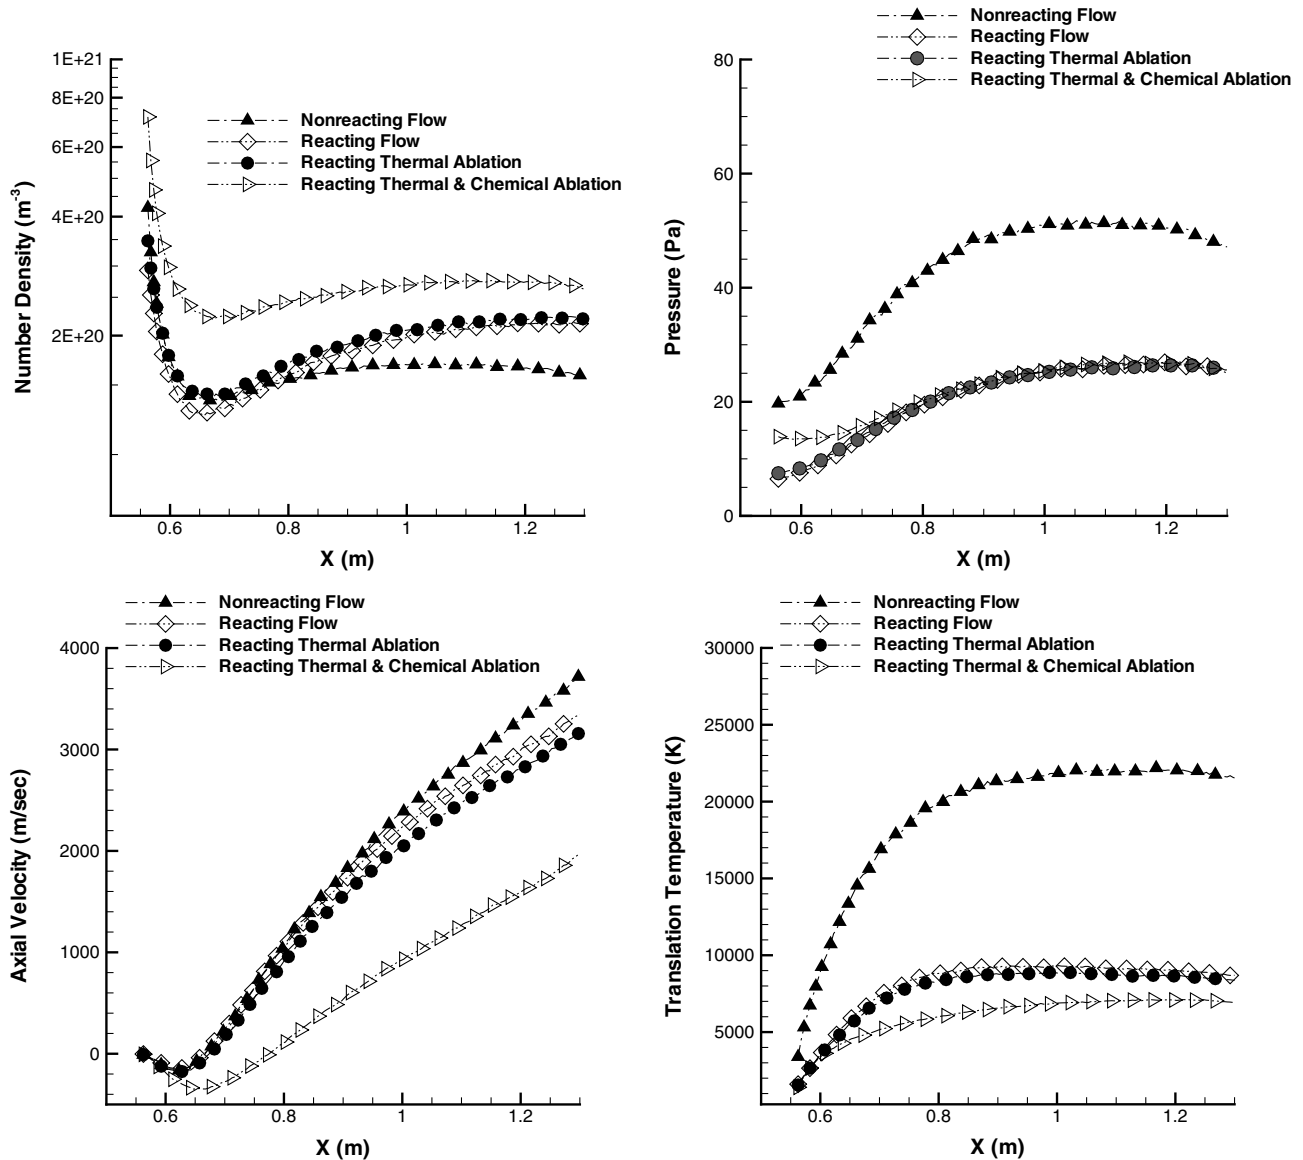 Nonreacting Flow
Reacting Flow
Reacting Thermal Ablation
Reacting Thermal & Chemical Ablation
1E+21
8E+20
6E+20
4E+20
2E+20
Number Density (m-3)
0.6 0.8 1 1.2
X (m)
Nonreacting Flow
Reacting Flow
Reacting Thermal Ablation
Reacting Thermal & Chemical Ablation
80
60
40
20
0
Pressure (Pa)
0.6 0.8 1 1.2
X (m)
Nonreacting Flow
Reacting Flow
Reacting Thermal Ablation
Reacting Thermal & Chemical Ablation
4000
3000
2000
1000
0
Axial Velocity (m/sec)
0.6 0.8 1 1.2
X (m)
Nonreacting Flow
Reacting Flow
Reacting Thermal Ablation
Reacting Thermal & Chemical Ablation
30000
25000
20000
15000
10000
5000
Translation Temperature (K)
0.6 0.8 1 1.2
X (m)